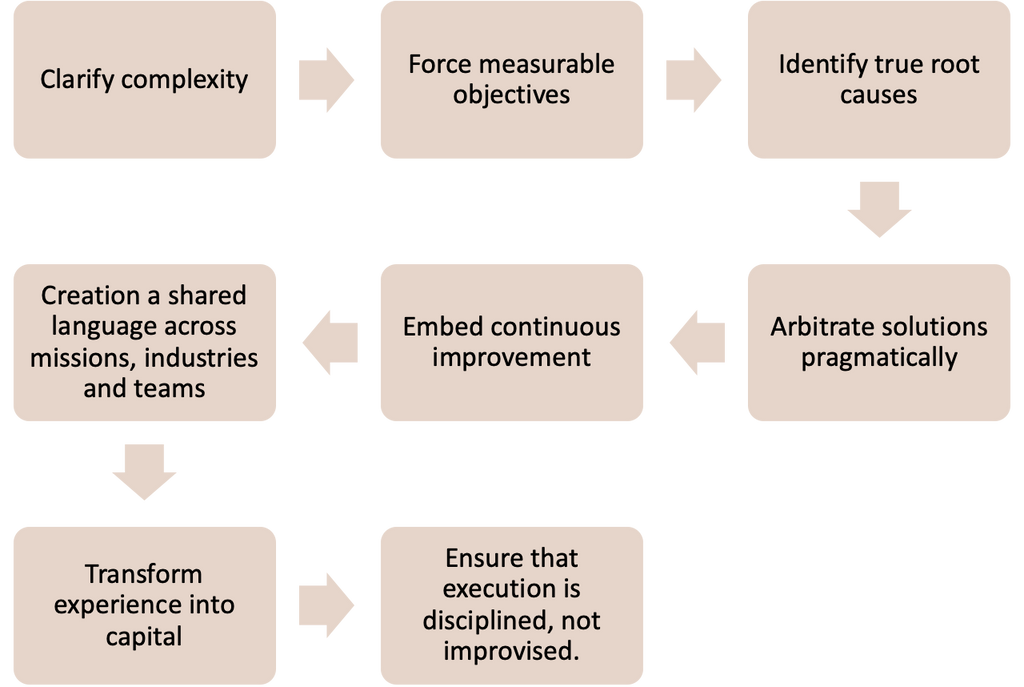 Clarify complexity
Force measurable
objectives
Identify true root
causes
Arbitrate solutions
pragmatically
Embed continuous
improvement
Creation a shared
language across
missions, industries
and teams
Transform
experience into
capital
Ensure that
execution is
disciplined, not
improvised.